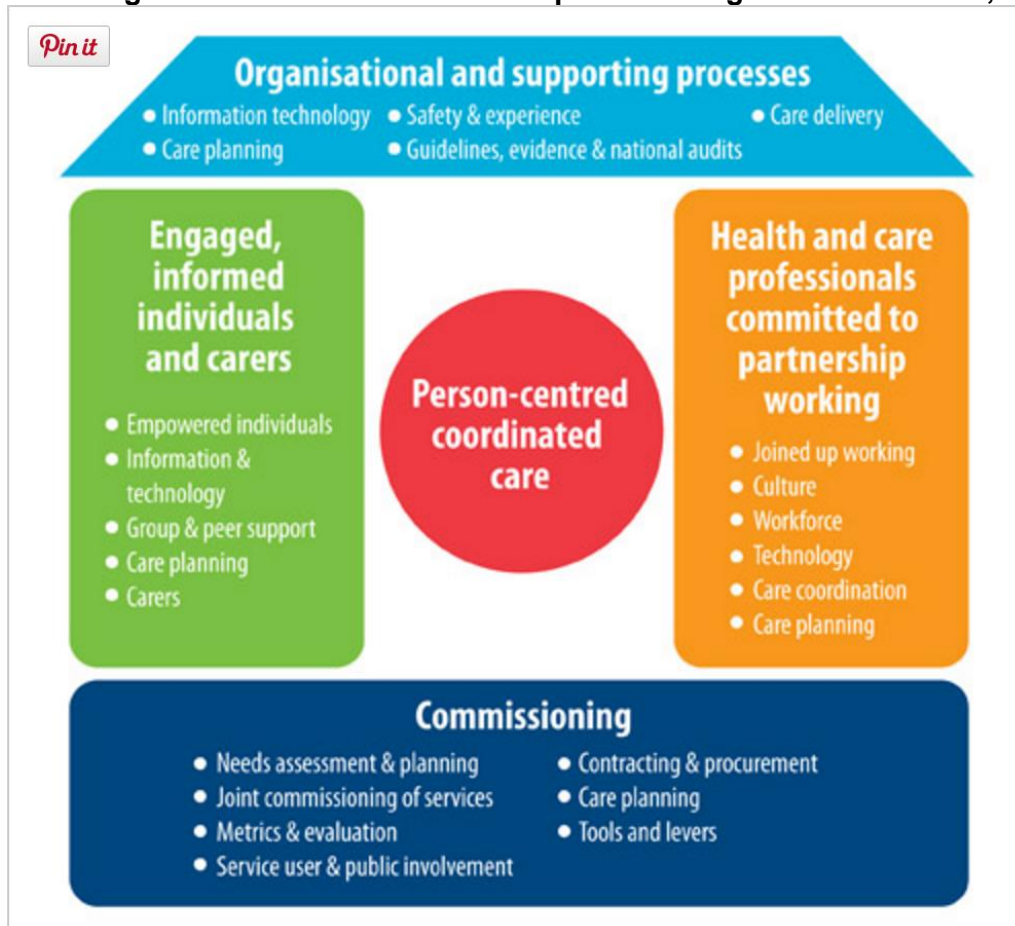 Pin it
Organisational and supporting processes
• Information technology • Safety & experience • Care delivery
• Care planning • Guidelines, evidence & national audits
Engaged,
informed
individuals
and carers
• Empowered individuals
• Information &
technology
• Group & peer support
• Care planning
• Carers
Person-centred
coordinated
care
Health and care
professionals
committed to
partnership
working
• Joined up working
• Culture
• Workforce
• Technology
• Care coordination
• Care planning
Commissioning
• Needs assessment & planning
• Joint commissioning of services
• Metrics & evaluation
• Service user & public involvement
• Contracting & procurement
• Care planning
• Tools and levers